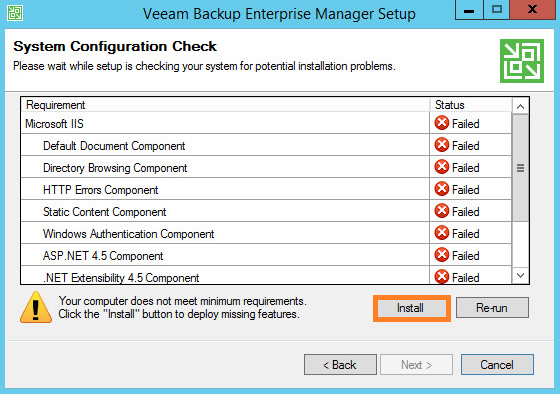 Veeam Backup Enterprise Manager Setup
System Configuration Check
Please wait while setup is checking your system for potential installation problems.
Requirement Status
Microsoft IIS Failed
Default Document Component Failed
Directory Browsing Component Failed
HTTP Errors Component Failed
Static Content Component Failed
Windows Authentication Component Failed
ASP.NET 4.5 Component Failed
.NET Extensibility 4.5 Component Failed
Your computer does not meet minimum requirements.
Click the "Install" button to deploy missing features.
Install Re-run
< Back Next > Cancel